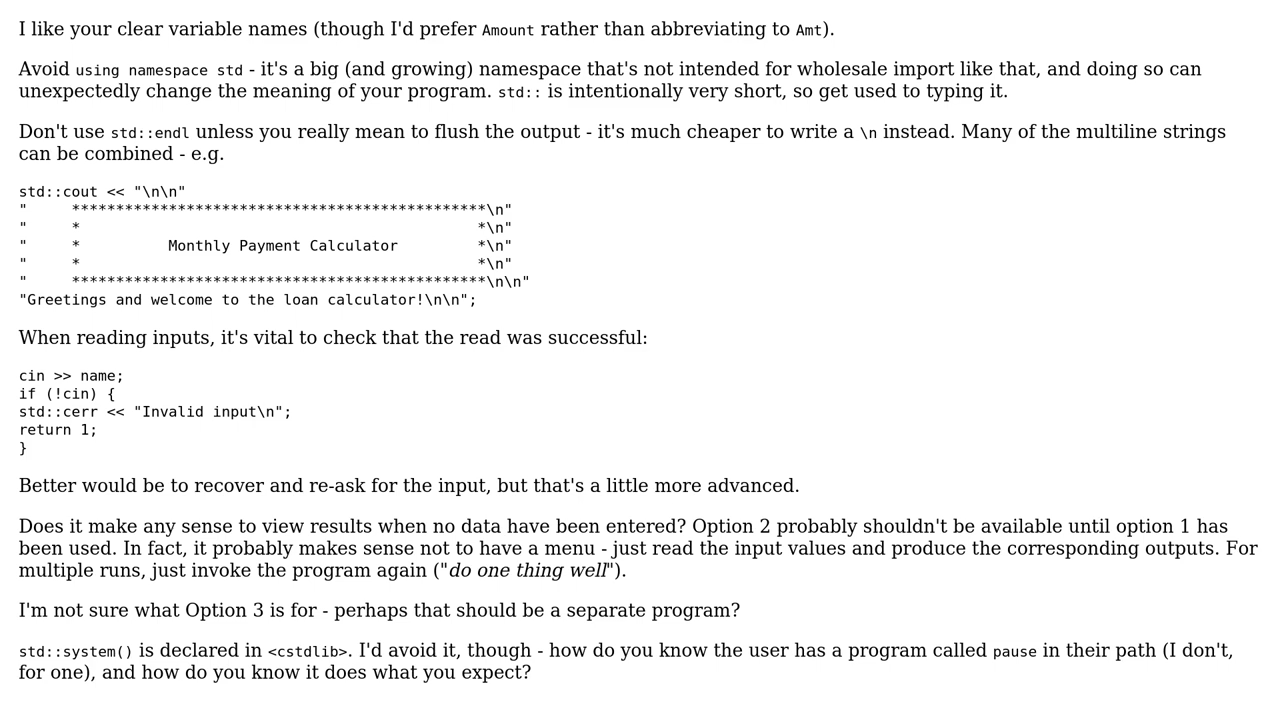 I like your clear variable names (though I'd prefer Amount rather than abbreviating to Amt).
Avoid using namespace std - it's a big (and growing) namespace that's not intended for wholesale import like that, and doing so can
unexpectedly change the meaning of your program. std:: is intentionally very short, so get used to typing it.
Don't use std::endl unless you really mean to flush the output - it's much cheaper to write a \n instead. Many of the multiline strings
can be combined - e.g.
std::cout << "\n\n"
"     ***********************************************\n"
"     *                                             *\n"
"     *          Monthly Payment Calculator         *\n"
"     *                                             *\n"
"     ***********************************************\n\n"
"Greetings and welcome to the loan calculator!\n\n";
When reading inputs, it's vital to check that the read was successful:
cin >> name;
if (!cin) {
std::cerr << "Invalid input\n";
return 1;
}
Better would be to recover and re-ask for the input, but that's a little more advanced.
Does it make any sense to view results when no data have been entered? Option 2 probably shouldn't be available until option 1 has
been used. In fact, it probably makes sense not to have a menu - just read the input values and produce the corresponding outputs. For
multiple runs, just invoke the program again ("do one thing well").
I'm not sure what Option 3 is for - perhaps that should be a separate program?
std::system() is declared in <cstdlib>. I'd avoid it, though - how do you know the user has a program called pause in their path (I don't,
for one), and how do you know it does what you expect?